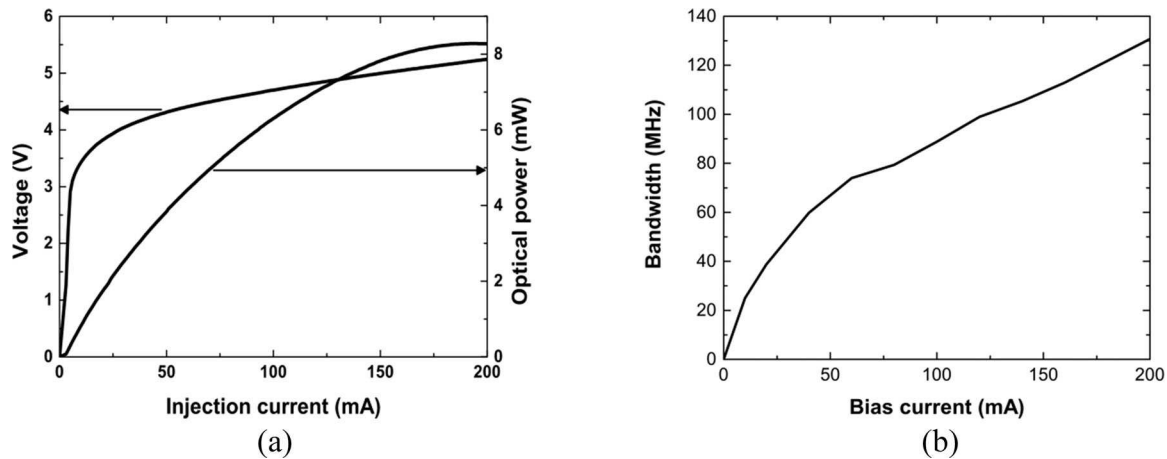 6
5
4
3
2
1
0
Voltage (V)
8
6
4
2
0
Optical power (mW)
0 50 100 150 200
Injection current (mA)
(a)
140
120
100
80
60
40
20
0
Bandwidth (MHz)
0 50 100 150 200
Bias current (mA)
(b)